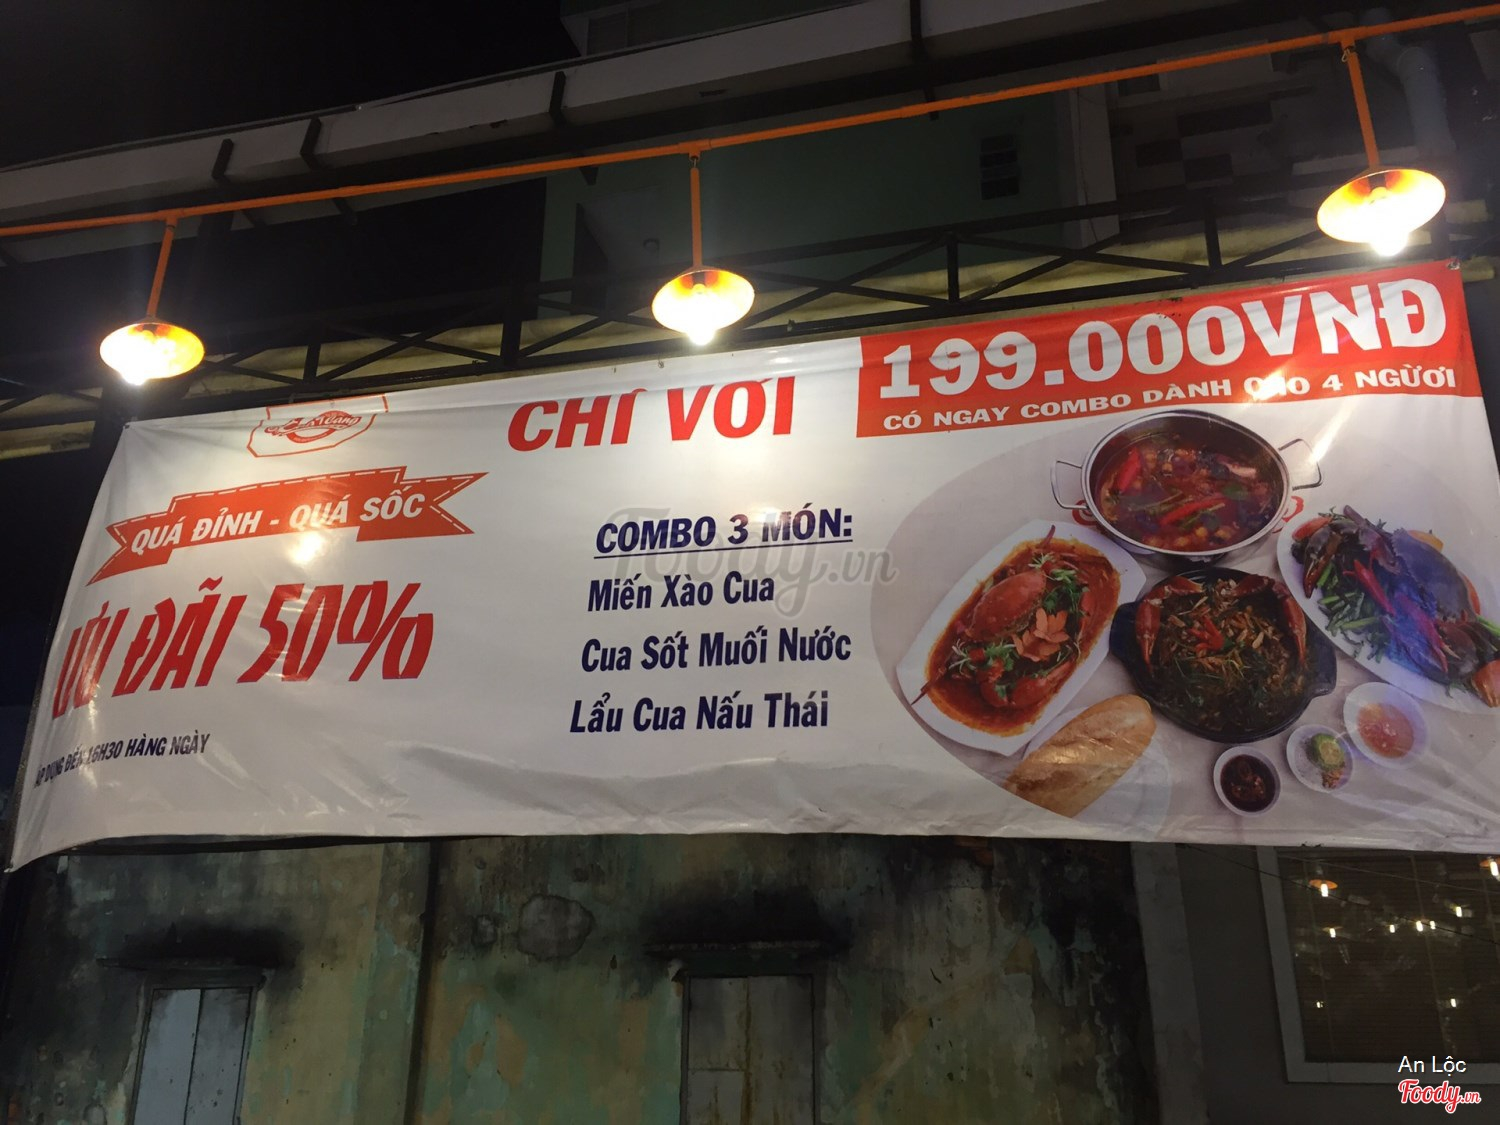 CHỈ VỚI
199.000VNĐ
CÓ NGAY COMBO DÀNH CHO 4 NGƯỜI
QUÁ ĐỈNH - QUÁ SỐC
ƯU ĐÃI 50%
ÁP DỤNG ĐẾN 16H30 HÀNG NGÀY
COMBO 3 MÓN:
Miến Xào Cua
Cua Sốt Muối Nước
Lẩu Cua Nấu Thái
Foody.vn
An Lộc
Foody.vn